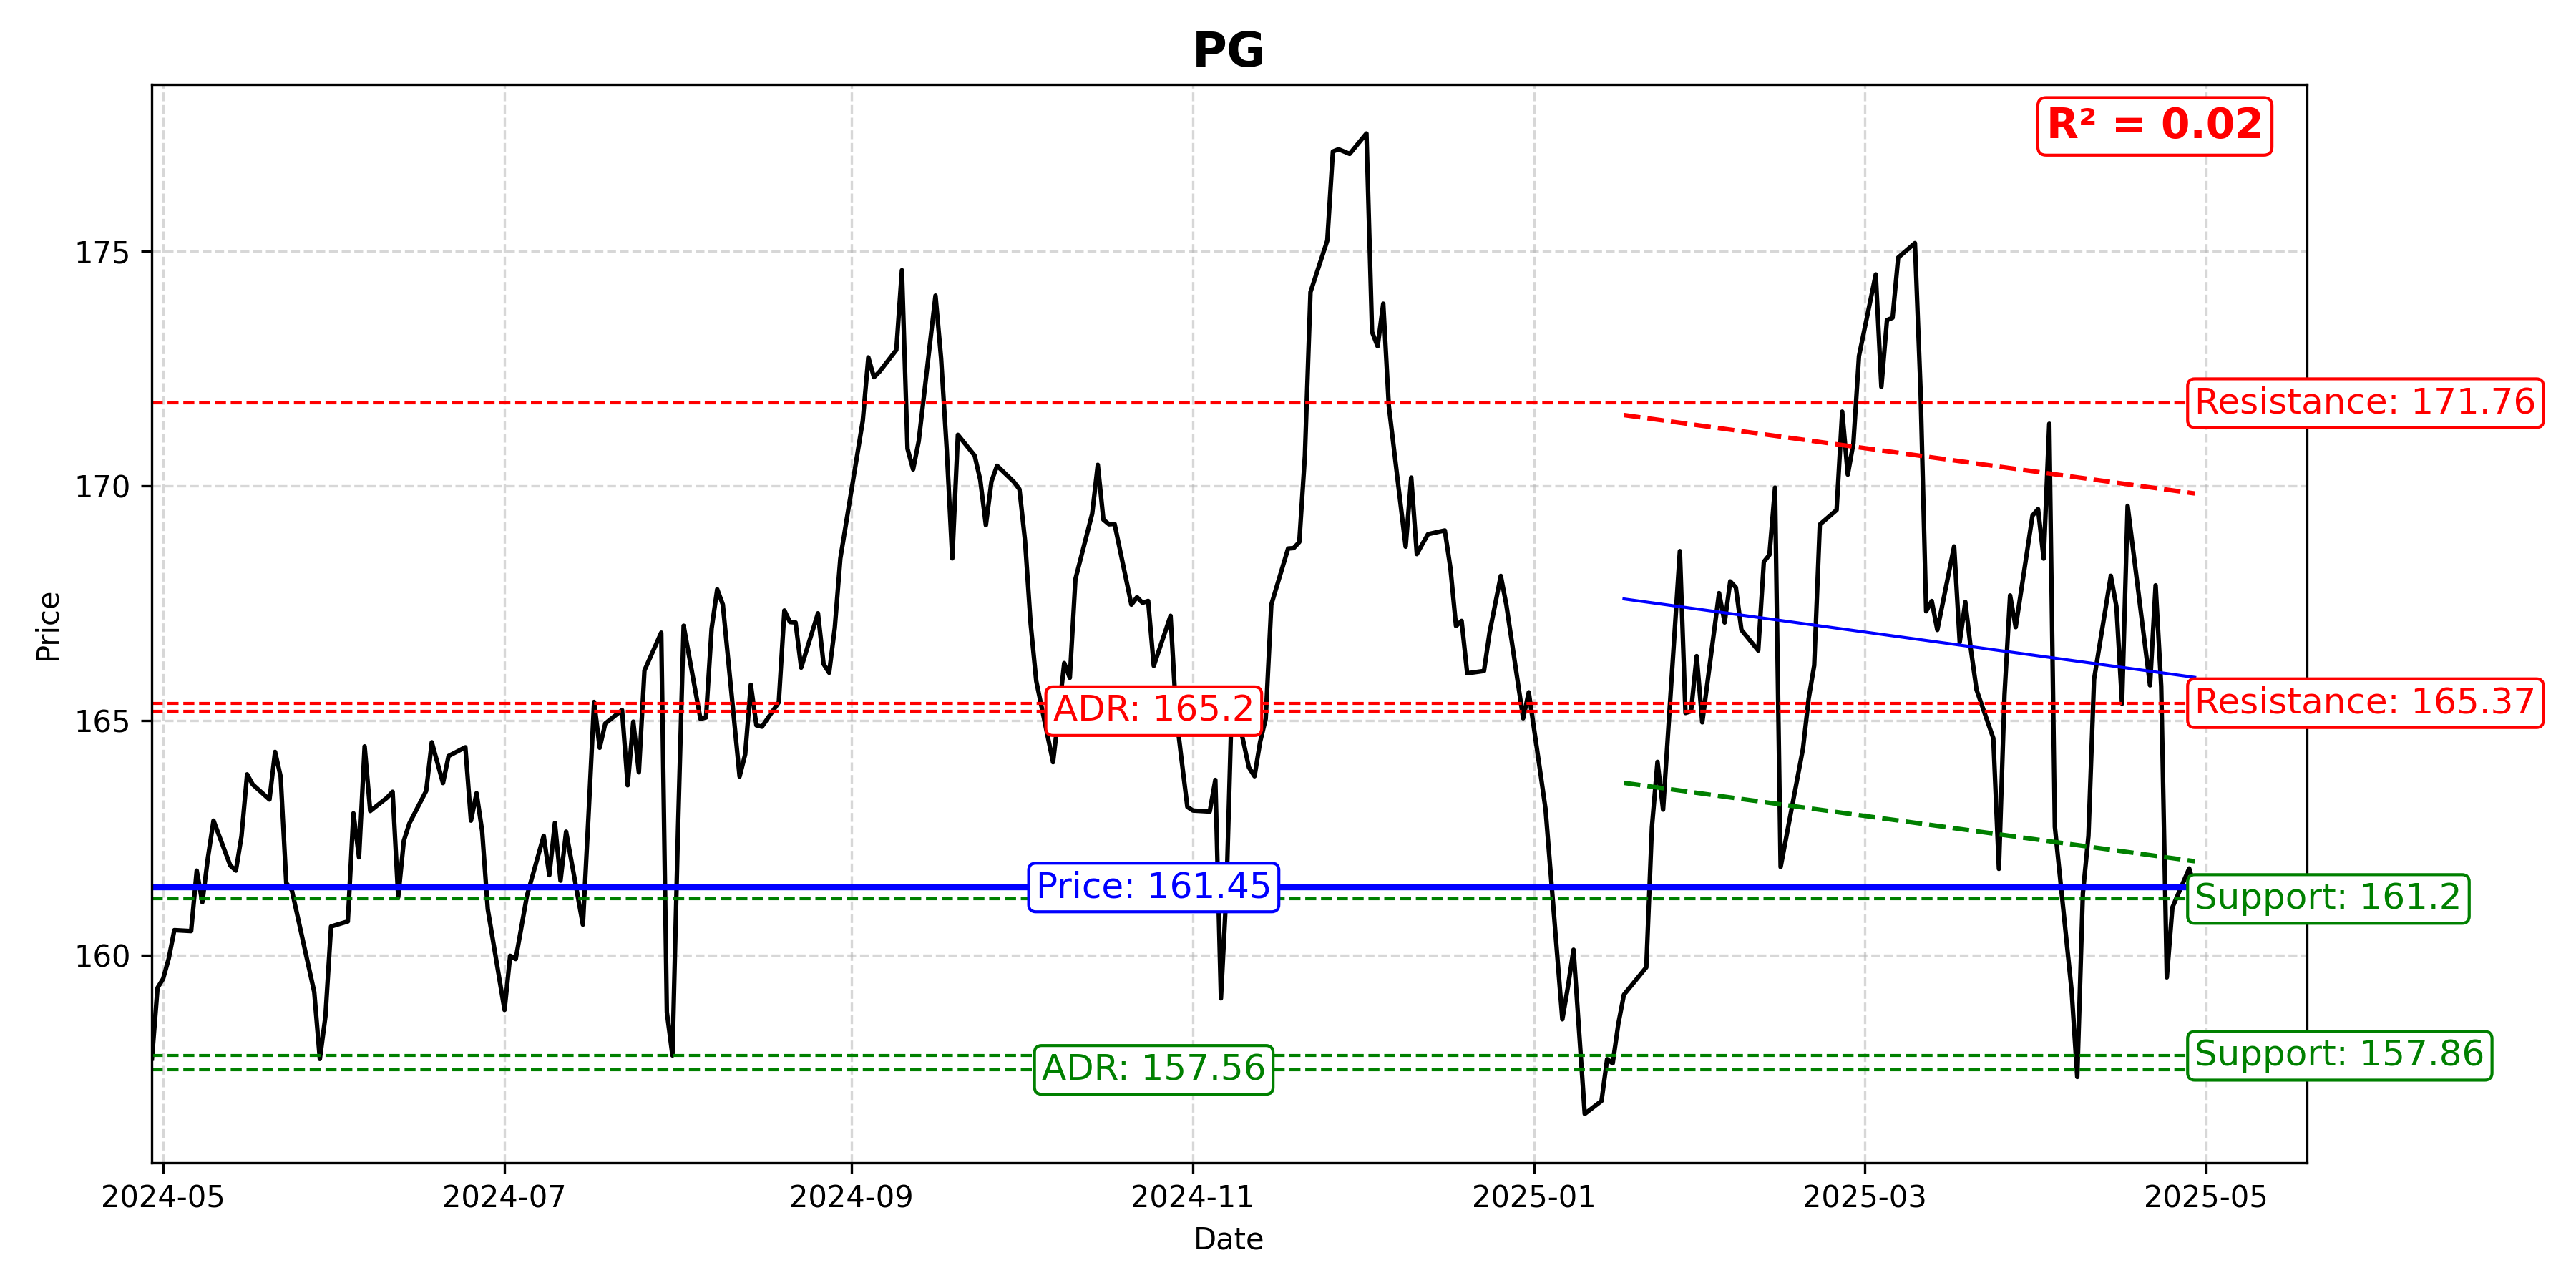 PG
R² = 0.02
175
Resistance: 171.76
170
Price
ADR: 165.2
Resistance: 165.37
165
Price: 161.45
Support: 161.2
160
ADR: 157.56
Support: 157.86
2024-05
2024-07
2024-09
2024-11
2025-01
2025-03
2025-05
Date